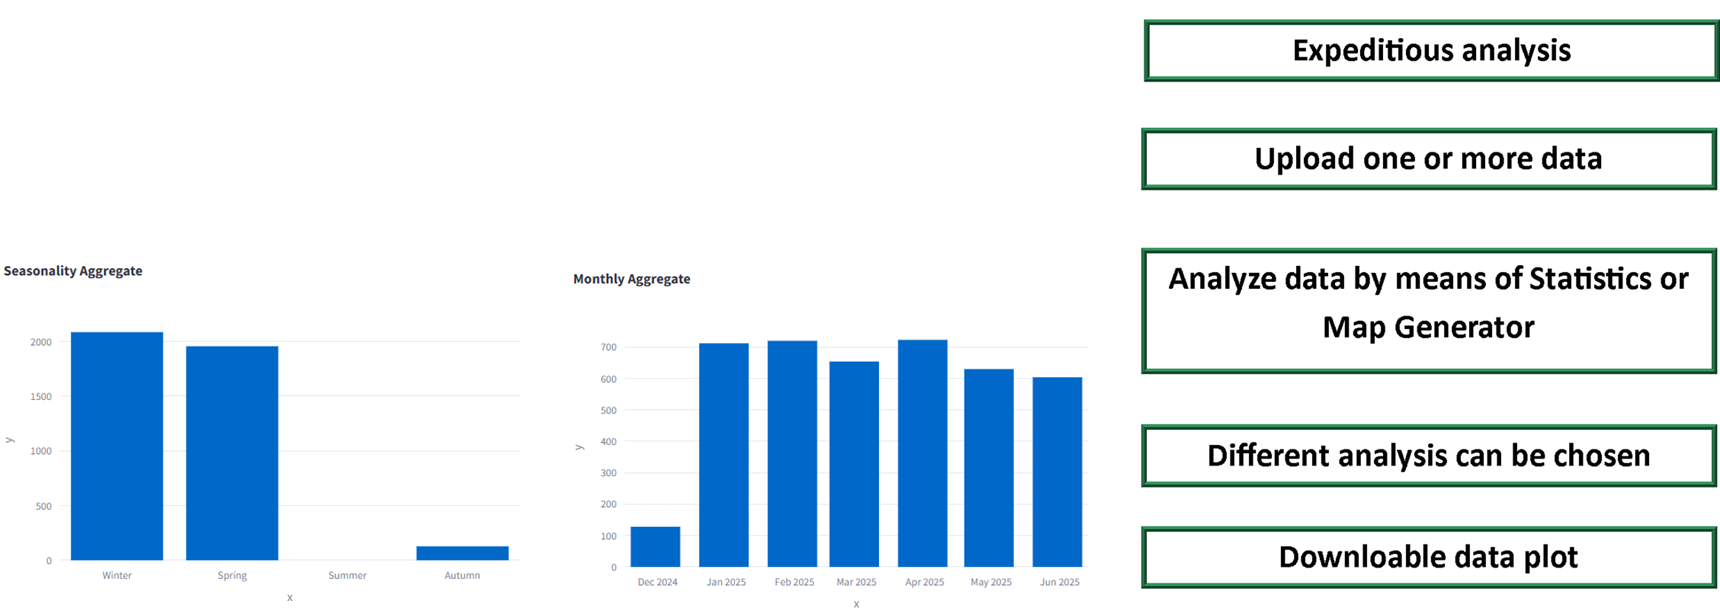 Seasonality Aggregate
2000
1500
1000
500
0
y
Winter Spring Summer Autumn
x
Monthly Aggregate
700
600
500
400
300
200
100
0
y
Dec 2024 Jan 2025 Feb 2025 Mar 2025 Apr 2025 May 2025 Jun 2025
x
Expeditious analysis
Upload one or more data
Analyze data by means of Statistics or
Map Generator
Different analysis can be chosen
Downloable data plot